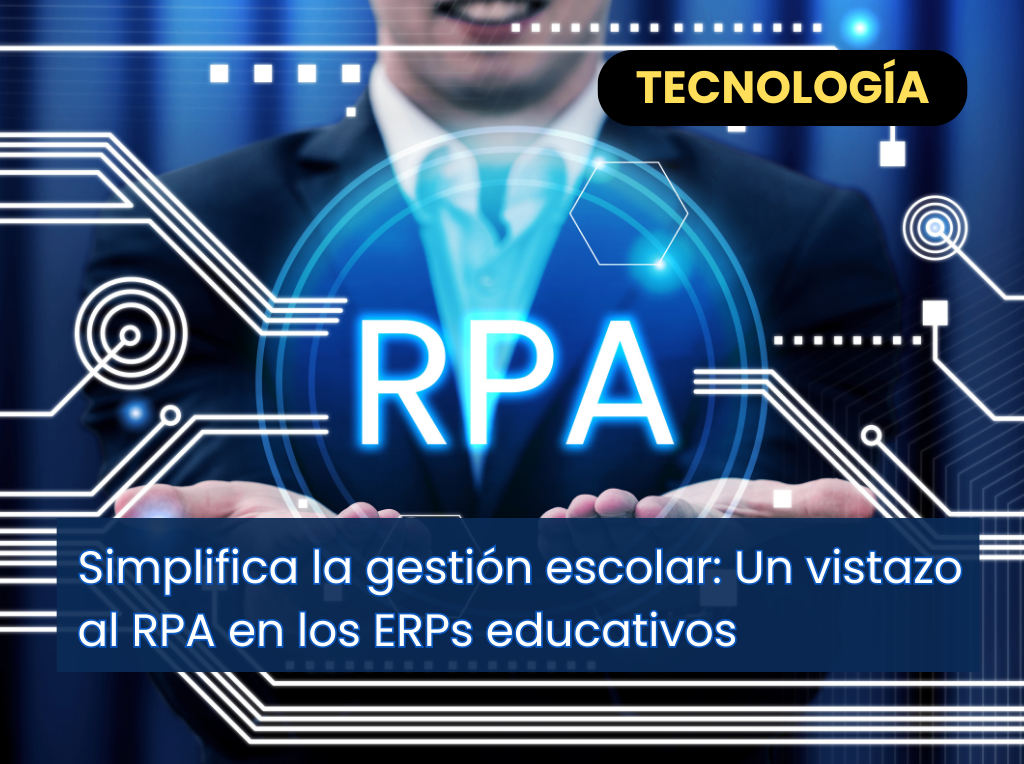 TECNOLOGÍA
RPA
Simplifica la gestión escolar: Un vistazo
al RPA en los ERPs educativos